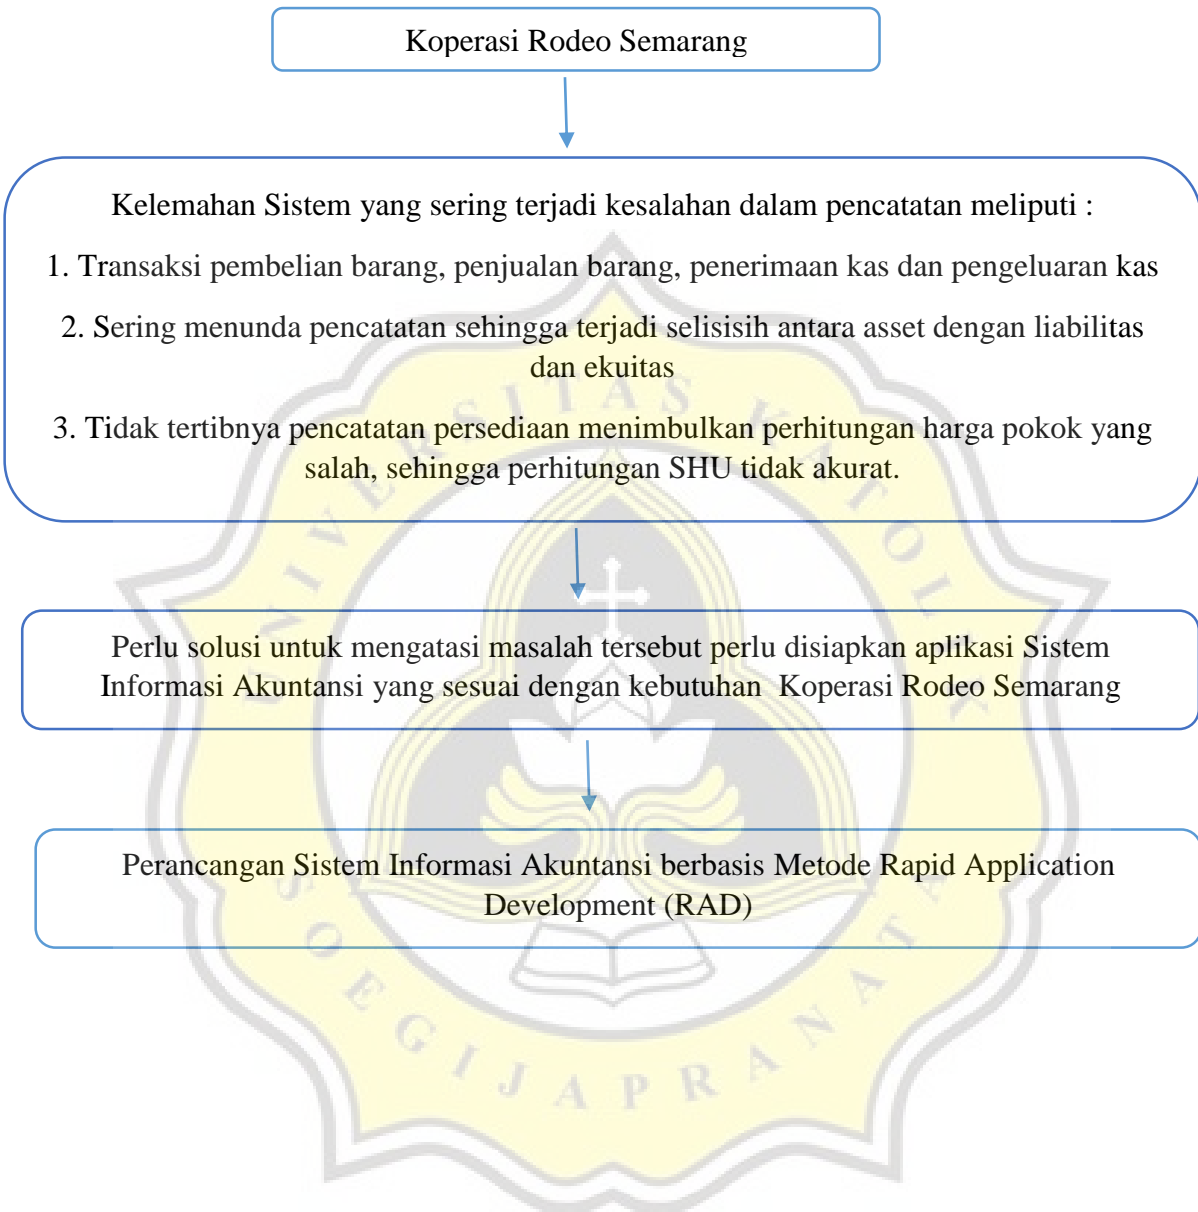 Koperasi Rodeo Semarang
Kelemahan Sistem yang sering terjadi kesalahan dalam pencatatan meliputi :
1. Transaksi pembelian barang, penjualan barang, penerimaan kas dan pengeluaran kas
2. Sering menunda pencatatan sehingga terjadi selisisih antara asset dengan liabilitas
dan ekuitas
3. Tidak tertibnya pencatatan persediaan menimbulkan perhitungan harga pokok yang
salah, sehingga perhitungan SHU tidak akurat.
Perlu solusi untuk mengatasi masalah tersebut perlu disiapkan aplikasi Sistem
Informasi Akuntansi yang sesuai dengan kebutuhan  Koperasi Rodeo Semarang
Perancangan Sistem Informasi Akuntansi berbasis Metode Rapid Application
Development (RAD)
UNIVERSITAS KATOLIK
SOEGIJAPRANATA